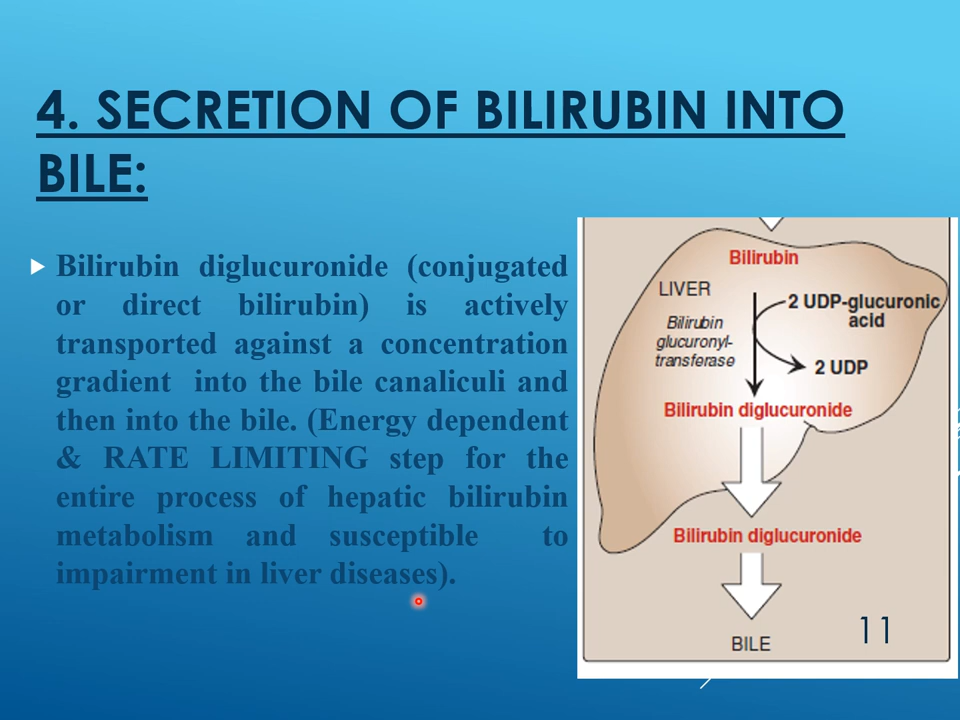 4. SECRETION OF BILIRUBIN INTO
BILE:
Bilirubin diglucuronide (conjugated
or direct bilirubin) is actively
transported against a concentration
gradient into the bile canaliculi and
then into the bile. (Energy dependent
& RATE LIMITING step for the
entire process of hepatic bilirubin
metabolism and susceptible to
impairment in liver diseases).
Bilirubin
LIVER
2 UDP-glucuronic
acid
Bilirubin
glucuronyl-
transferase
2 UDP
Bilirubin diglucuronide
Bilirubin diglucuronide
BILE
11